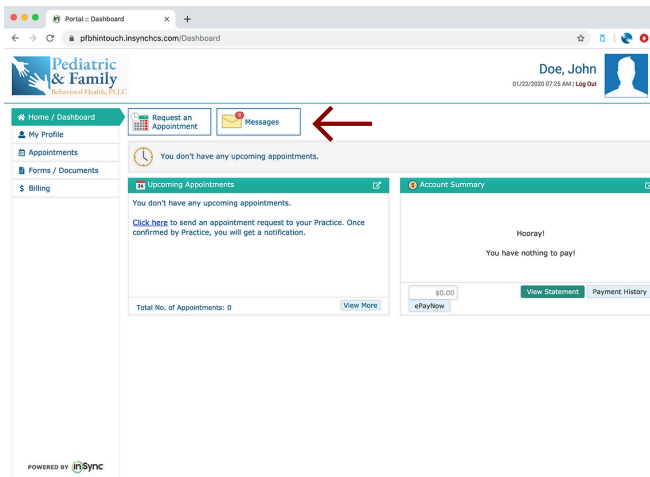 Portal :: Dashboard
pfbhintouch.insynchcs.com/Dashboard
Pediatric
& Family
Behavioral Health, PLLC
Doe, John
01/22/2020 07:25 AM | Log Out
Home / Dashboard
My Profile
Appointments
Forms / Documents
Billing
Request an
Appointment
Messages
You don't have any upcoming appointments.
Upcoming Appointments
You don't have any upcoming appointments.
Click here to send an appointment request to your Practice. Once
confirmed by Practice, you will get a notification.
Total No. of Appointments: 0
View More
Account Summary
Hooray!
You have nothing to pay!
$0.00
View Statement
Payment History
ePayNow
POWERED BY inSync